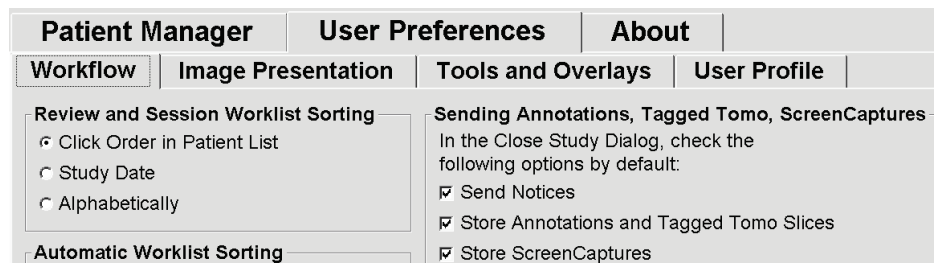 Patient Manager User Preferences About
Workflow Image Presentation Tools and Overlays User Profile
Review and Session Worklist Sorting
Click Order in Patient List
Study Date
Alphabetically
Automatic Worklist Sorting
Sending Annotations, Tagged Tomo, ScreenCaptures
In the Close Study Dialog, check the
following options by default:
Send Notices
Store Annotations and Tagged Tomo Slices
Store ScreenCaptures